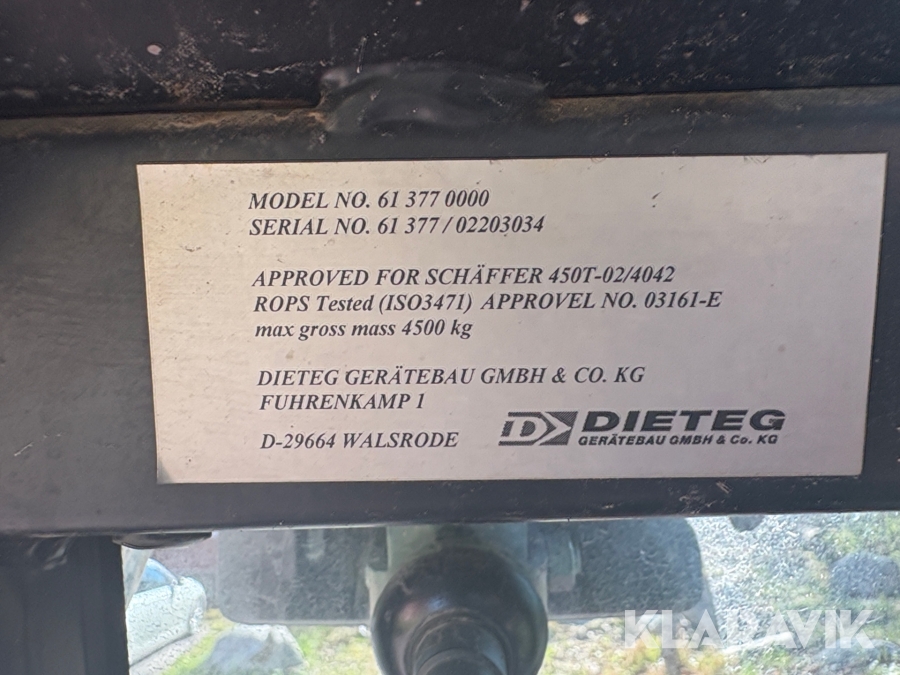 MODEL NO. 61 377 0000
SERIAL NO. 61 377 / 02203034
APPROVED FOR SCHÄFFER 450T-02/4042
ROPS Tested (ISO3471) APPROVEL NO. 03161-E
max gross mass 4500 kg
DIETEG GERÄTEBAU GMBH & CO. KG
FUHRENKAMP 1
D-29664 WALSRODE
DIETEG
GERÄTEBAU GMBH & Co. KG
KLARAVIK